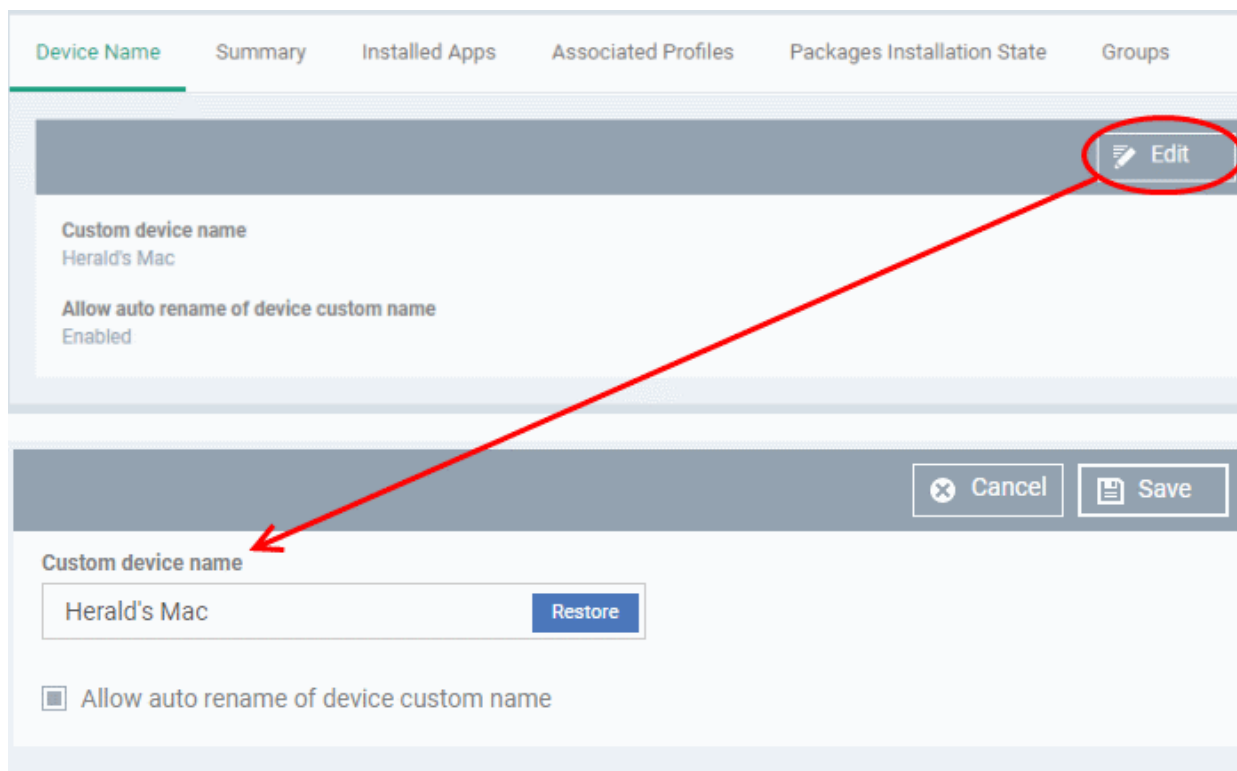 Device Name Summary Installed Apps Associated Profiles Packages Installation State Groups
Edit
Custom device name
Herald's Mac
Allow auto rename of device custom name
Enabled
Cancel Save
Custom device name
Herald's Mac Restore
Allow auto rename of device custom name